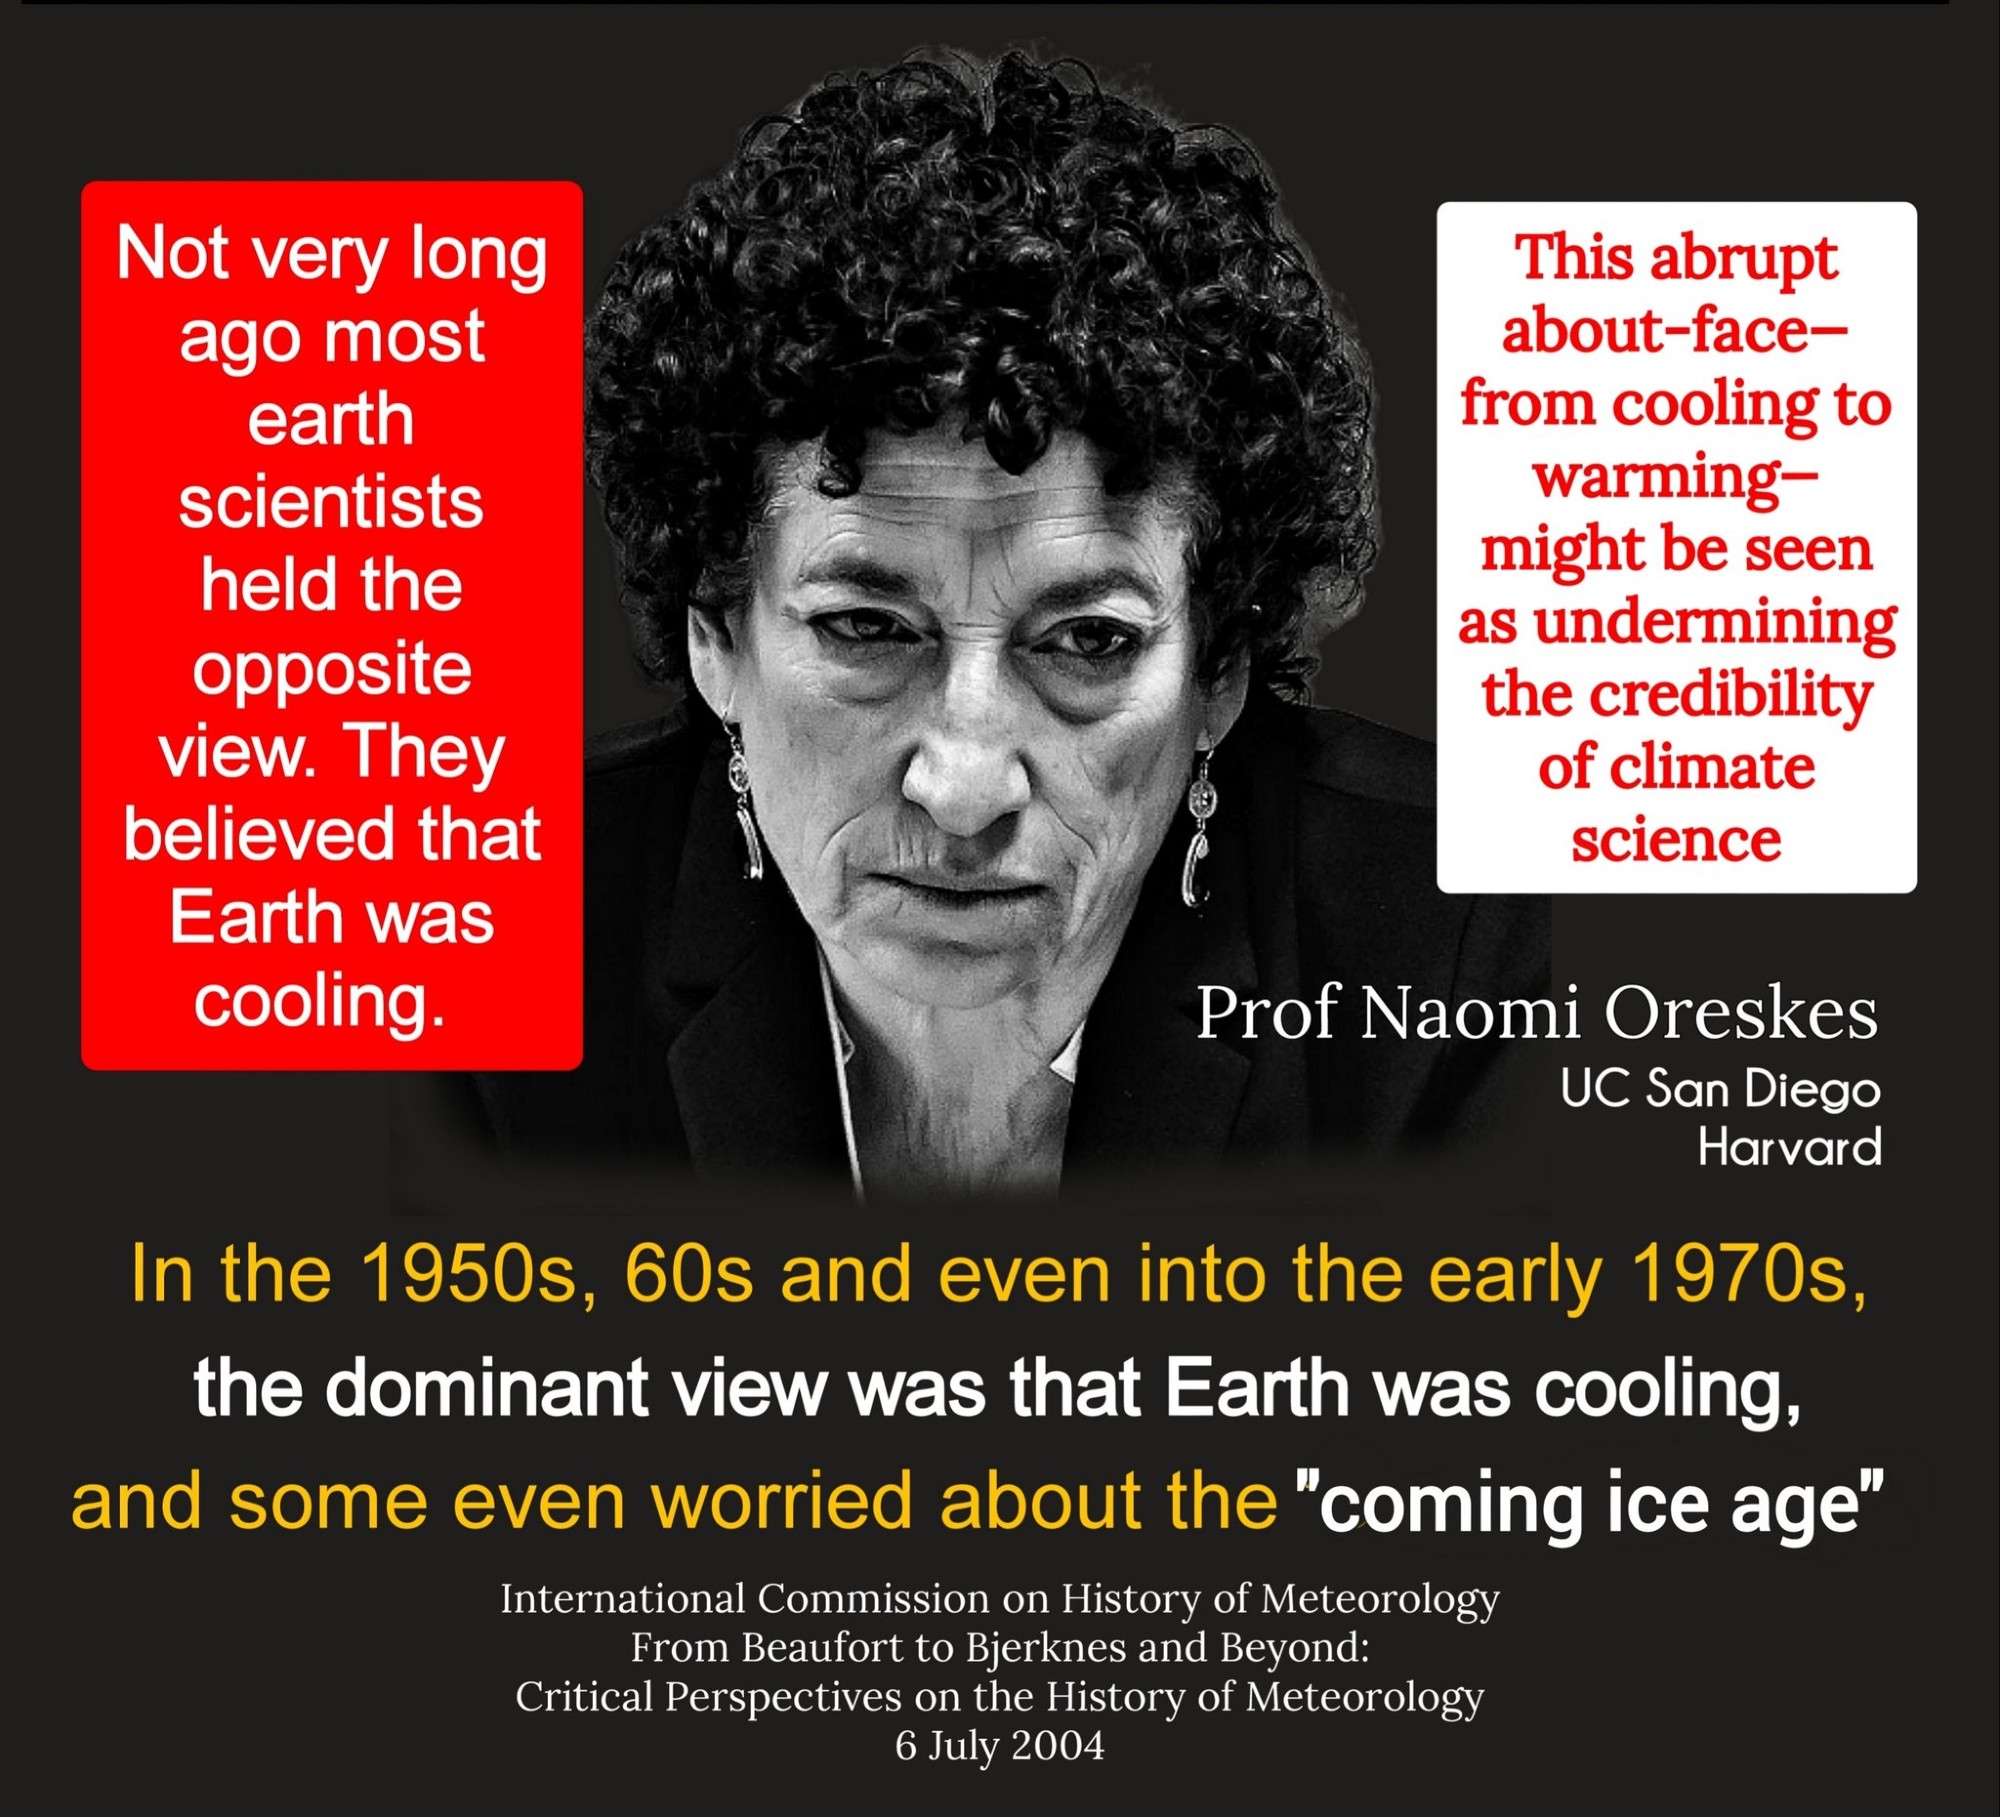 Not very long
ago most
earth
scientists
held the
opposite
view. They
believed that
Earth was
cooling.
This abrupt
about-face—
from cooling to
warming—
might be seen
as undermining
the credibility
of climate
science
Prof Naomi Oreskes
UC San Diego
Harvard
In the 1950s, 60s and even into the early 1970s,
the dominant view was that Earth was cooling,
and some even worried about the "coming ice age"
International Commission on History of Meteorology
From Beaufort to Bjerknes and Beyond:
Critical Perspectives on the History of Meteorology
6 July 2004